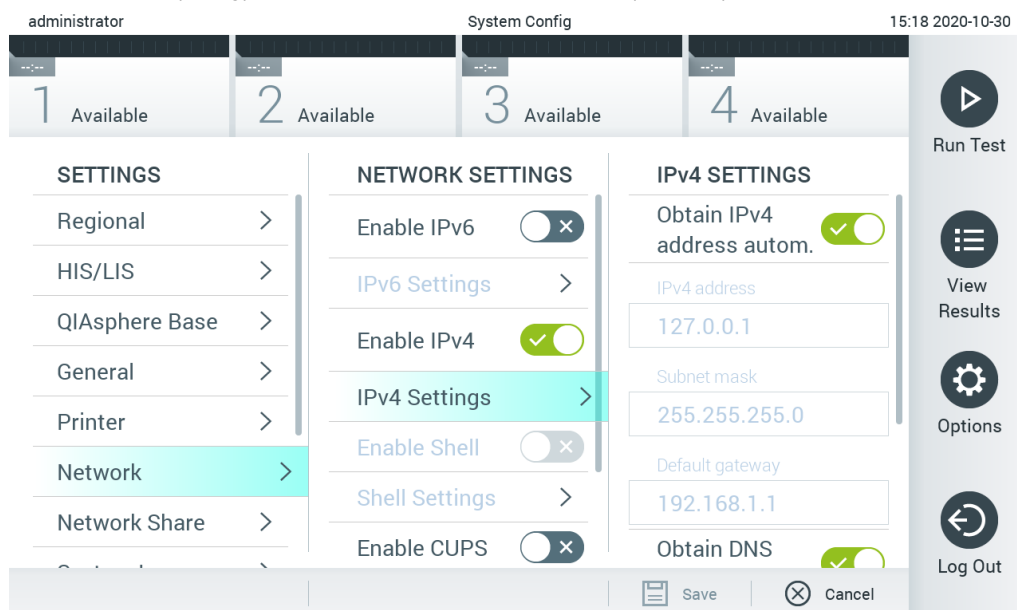 administrator
System Config
15:18 2020-10-30
--:--
--:--
--:--
--:--
1 Available
2 Available
3 Available
4 Available
Run Test
View
Results
Options
Log Out
SETTINGS
Regional
HIS/LIS
QIAsphere Base
General
Printer
Network
Network Share
NETWORK SETTINGS
Enable IPv6
IPv6 Settings
Enable IPv4
IPv4 Settings
Enable Shell
Shell Settings
Enable CUPS
IPv4 SETTINGS
Obtain IPv4
address autom.
IPv4 address
127.0.0.1
Subnet mask
255.255.255.0
Default gateway
192.168.1.1
Obtain DNS
Save
Cancel